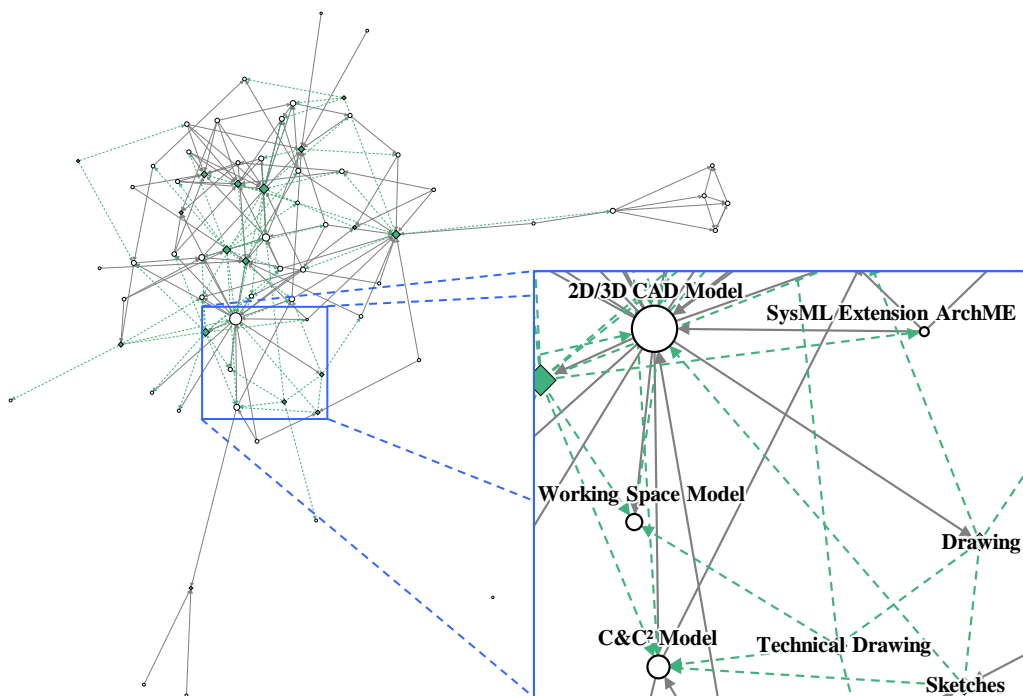 2D/3D CAD Model
SysML Extension ArchME
Working Space Model
Drawing
C&C² Model
Technical Drawing
Sketches